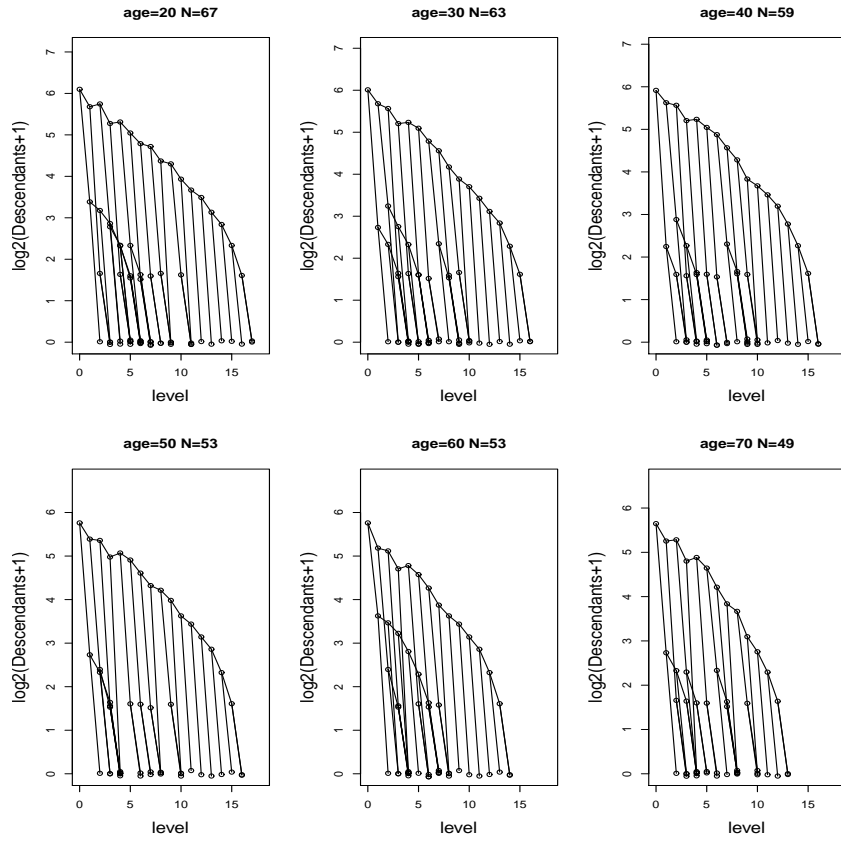 age=20 N=67
log2(Descendants+1)
0 1 2 3 4 5 6 7
0 5 10 15
level
age=30 N=63
log2(Descendants+1)
0 1 2 3 4 5 6 7
0 5 10 15
level
age=40 N=59
log2(Descendants+1)
0 1 2 3 4 5 6 7
0 5 10 15
level
age=50 N=53
log2(Descendants+1)
0 1 2 3 4 5 6
0 5 10 15
level
age=60 N=53
log2(Descendants+1)
0 1 2 3 4 5 6
0 5 10 15
level
age=70 N=49
log2(Descendants+1)
0 1 2 3 4 5 6
0 5 10 15
level